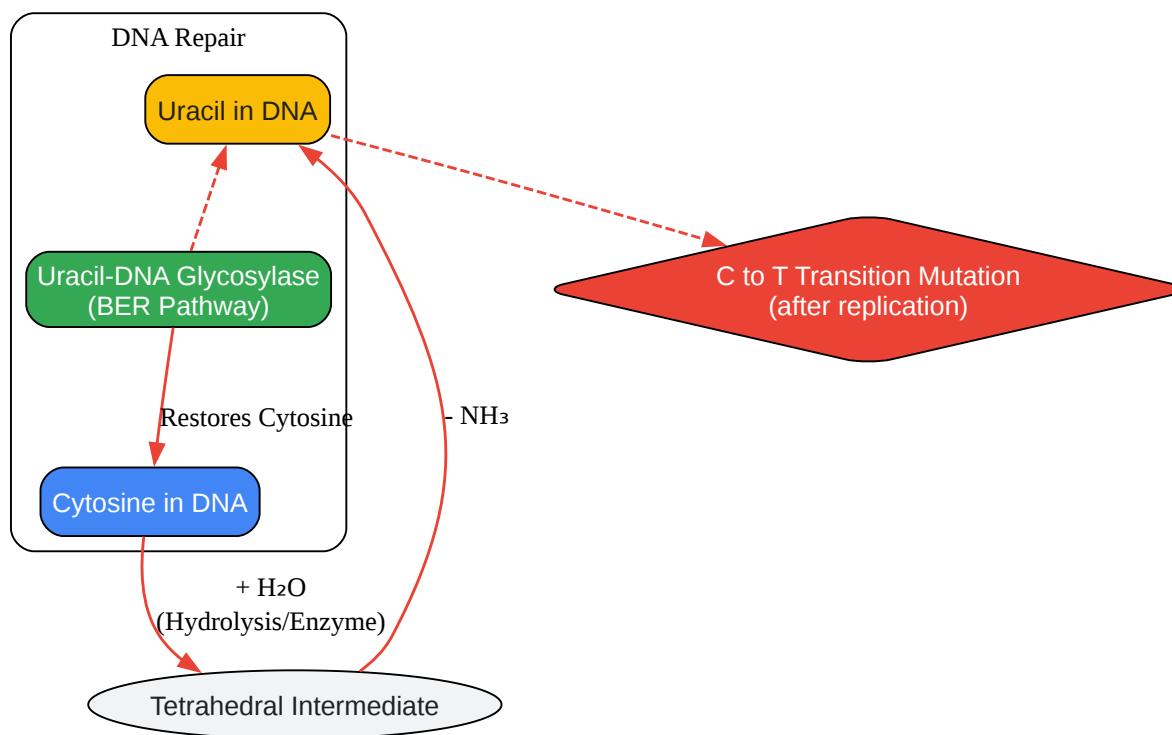 DNA Repair
Uracil in DNA
Uracil-DNA Glycosylase
(BER Pathway)
C to T Transition Mutation
(after replication)
Restores Cytosine
- NH₃
Cytosine in DNA
+ H₂O
(Hydrolysis/Enzyme)
Tetrahedral Intermediate